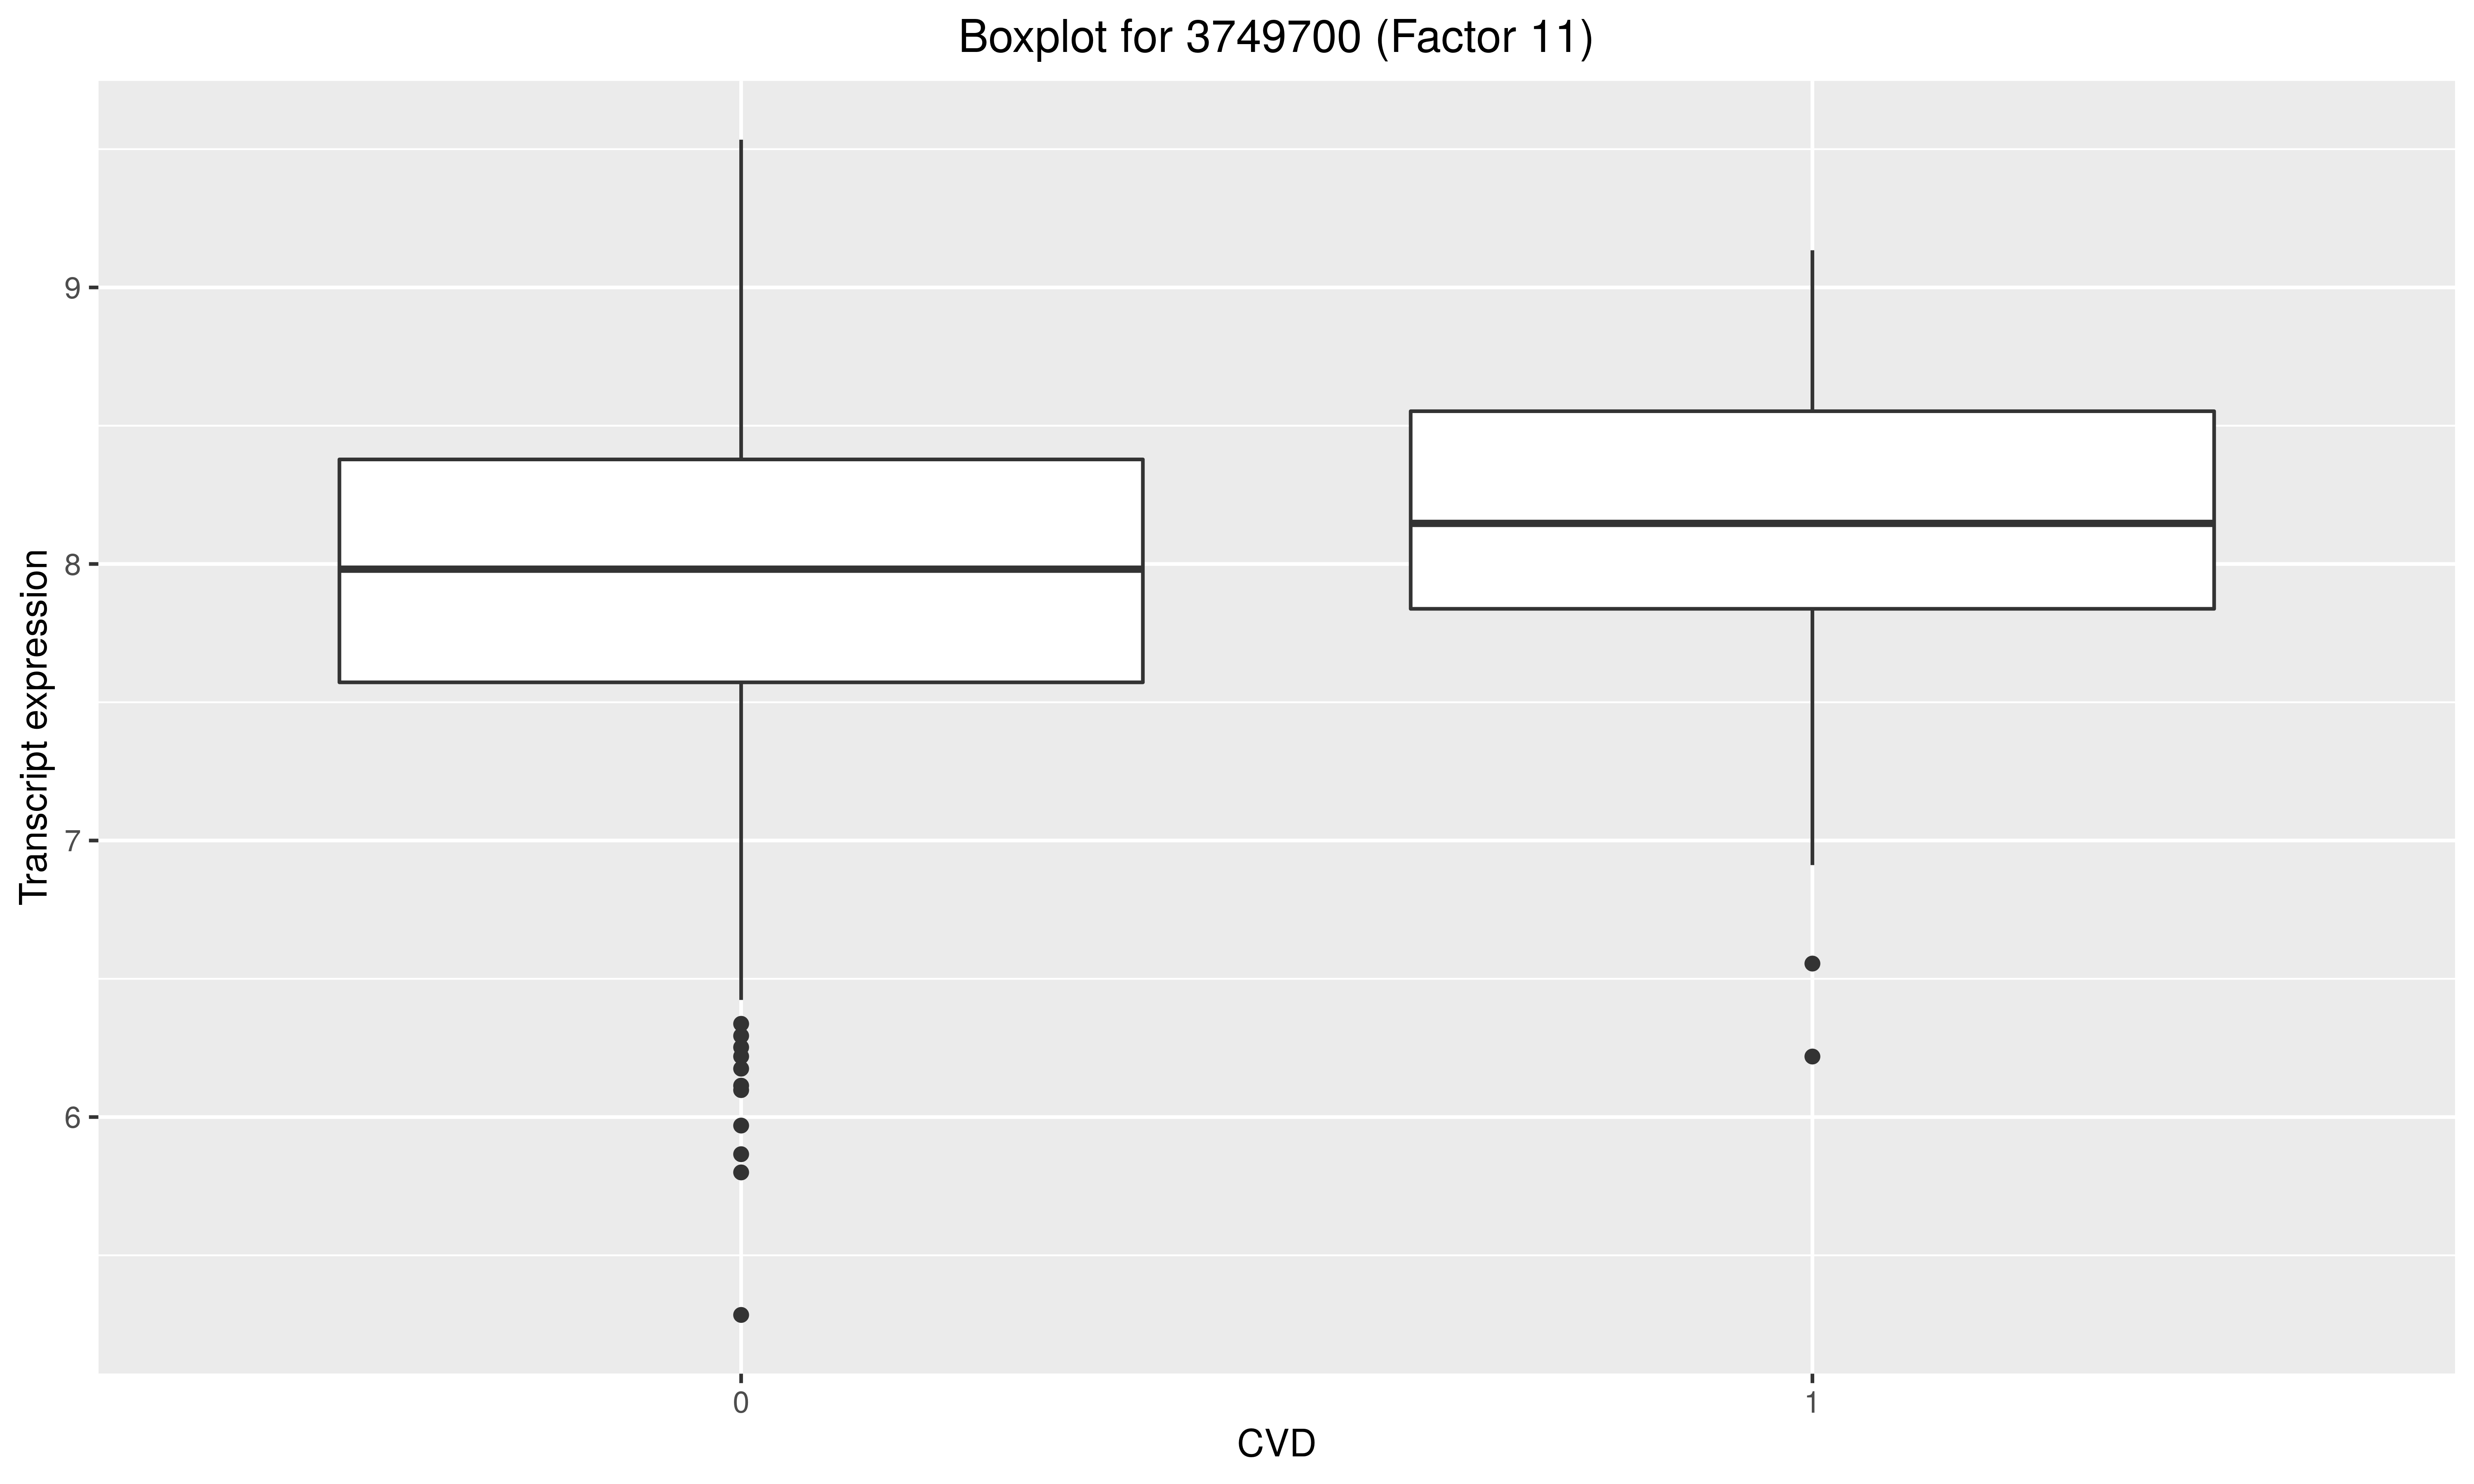 Boxplot for 3749700 (Factor 11)
Transcript expression
9
8
7
6
0
1
CVD